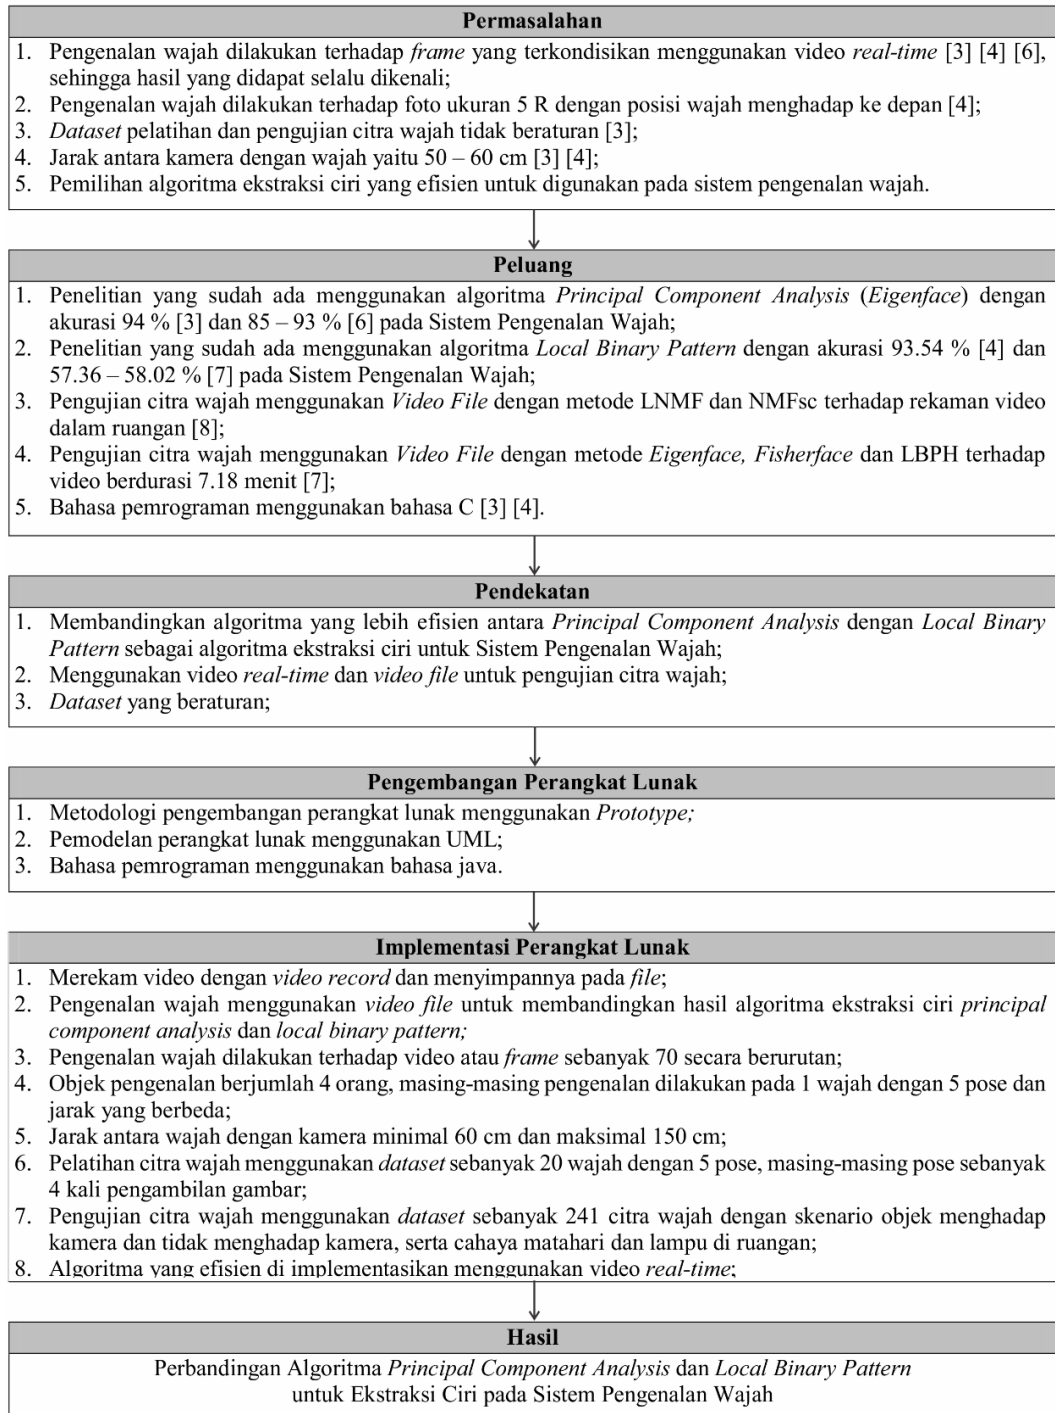 Permasalahan
1. Pengenalan wajah dilakukan terhadap frame yang terkondisikan menggunakan video real-time [3] [4] [6],
sehingga hasil yang didapat selalu dikenali;
2. Pengenalan wajah dilakukan terhadap foto ukuran 5 R dengan posisi wajah menghadap ke depan [4];
3. Dataset pelatihan dan pengujian citra wajah tidak beraturan [3];
4. Jarak antara kamera dengan wajah yaitu 50 – 60 cm [3] [4];
5. Pemilihan algoritma ekstraksi ciri yang efisien untuk digunakan pada sistem pengenalan wajah.
Peluang
1. Penelitian yang sudah ada menggunakan algoritma Principal Component Analysis (Eigenface) dengan
akurasi 94 % [3] dan 85 – 93 % [6] pada Sistem Pengenalan Wajah;
2. Penelitian yang sudah ada menggunakan algoritma Local Binary Pattern dengan akurasi 93.54 % [4] dan
57.36 – 58.02 % [7] pada Sistem Pengenalan Wajah;
3. Pengujian citra wajah menggunakan Video File dengan metode LNMF dan NMFsc terhadap rekaman video
dalam ruangan [8];
4. Pengujian citra wajah menggunakan Video File dengan metode Eigenface, Fisherface dan LBPH terhadap
video berdurasi 7.18 menit [7];
5. Bahasa pemrograman menggunakan bahasa C [3] [4].
Pendekatan
1. Membandingkan algoritma yang lebih efisien antara Principal Component Analysis dengan Local Binary
Pattern sebagai algoritma ekstraksi ciri untuk Sistem Pengenalan Wajah;
2. Menggunakan video real-time dan video file untuk pengujian citra wajah;
3. Dataset yang beraturan;
Pengembangan Perangkat Lunak
1. Metodologi pengembangan perangkat lunak menggunakan Prototype;
2. Pemodelan perangkat lunak menggunakan UML;
3. Bahasa pemrograman menggunakan bahasa java.
Implementasi Perangkat Lunak
1. Merekam video dengan video record dan menyimpannya pada file;
2. Pengenalan wajah menggunakan video file untuk membandingkan hasil algoritma ekstraksi ciri principal
component analysis dan local binary pattern;
3. Pengenalan wajah dilakukan terhadap video atau frame sebanyak 70 secara berurutan;
4. Objek pengenalan berjumlah 4 orang, masing-masing pengenalan dilakukan pada 1 wajah dengan 5 pose dan
jarak yang berbeda;
5. Jarak antara wajah dengan kamera minimal 60 cm dan maksimal 150 cm;
6. Pelatihan citra wajah menggunakan dataset sebanyak 20 wajah dengan 5 pose, masing-masing pose sebanyak
4 kali pengambilan gambar;
7. Pengujian citra wajah menggunakan dataset sebanyak 241 citra wajah dengan skenario objek menghadap
kamera dan tidak menghadap kamera, serta cahaya matahari dan lampu di ruangan;
8. Algoritma yang efisien di implementasikan menggunakan video real-time;
Hasil
Perbandingan Algoritma Principal Component Analysis dan Local Binary Pattern
untuk Ekstraksi Ciri pada Sistem Pengenalan Wajah